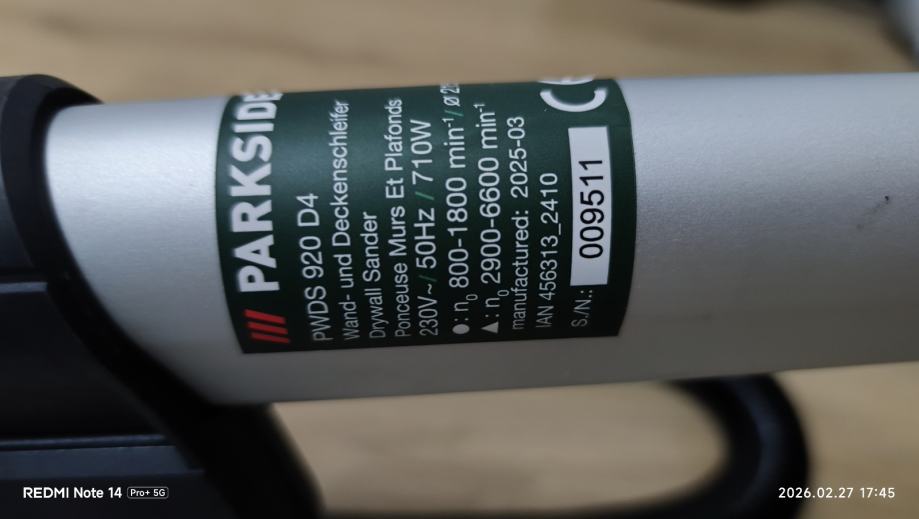 PARKSIDE
PWDS 920 D4
Wand- und Deckenschleifer
Drywall Sander
Ponceuse Murs Et Plafonds
230V~/ 50Hz / 710W
●: n₀ 800-1800 min⁻¹/ Ø
▲: n₀ 2900-6600 min⁻¹
manufactured: 2025-03
IAN 456313_2410
S./N.: 009511
CE
REDMI Note 14 Pro+ 5G
2026.02.27 17:45